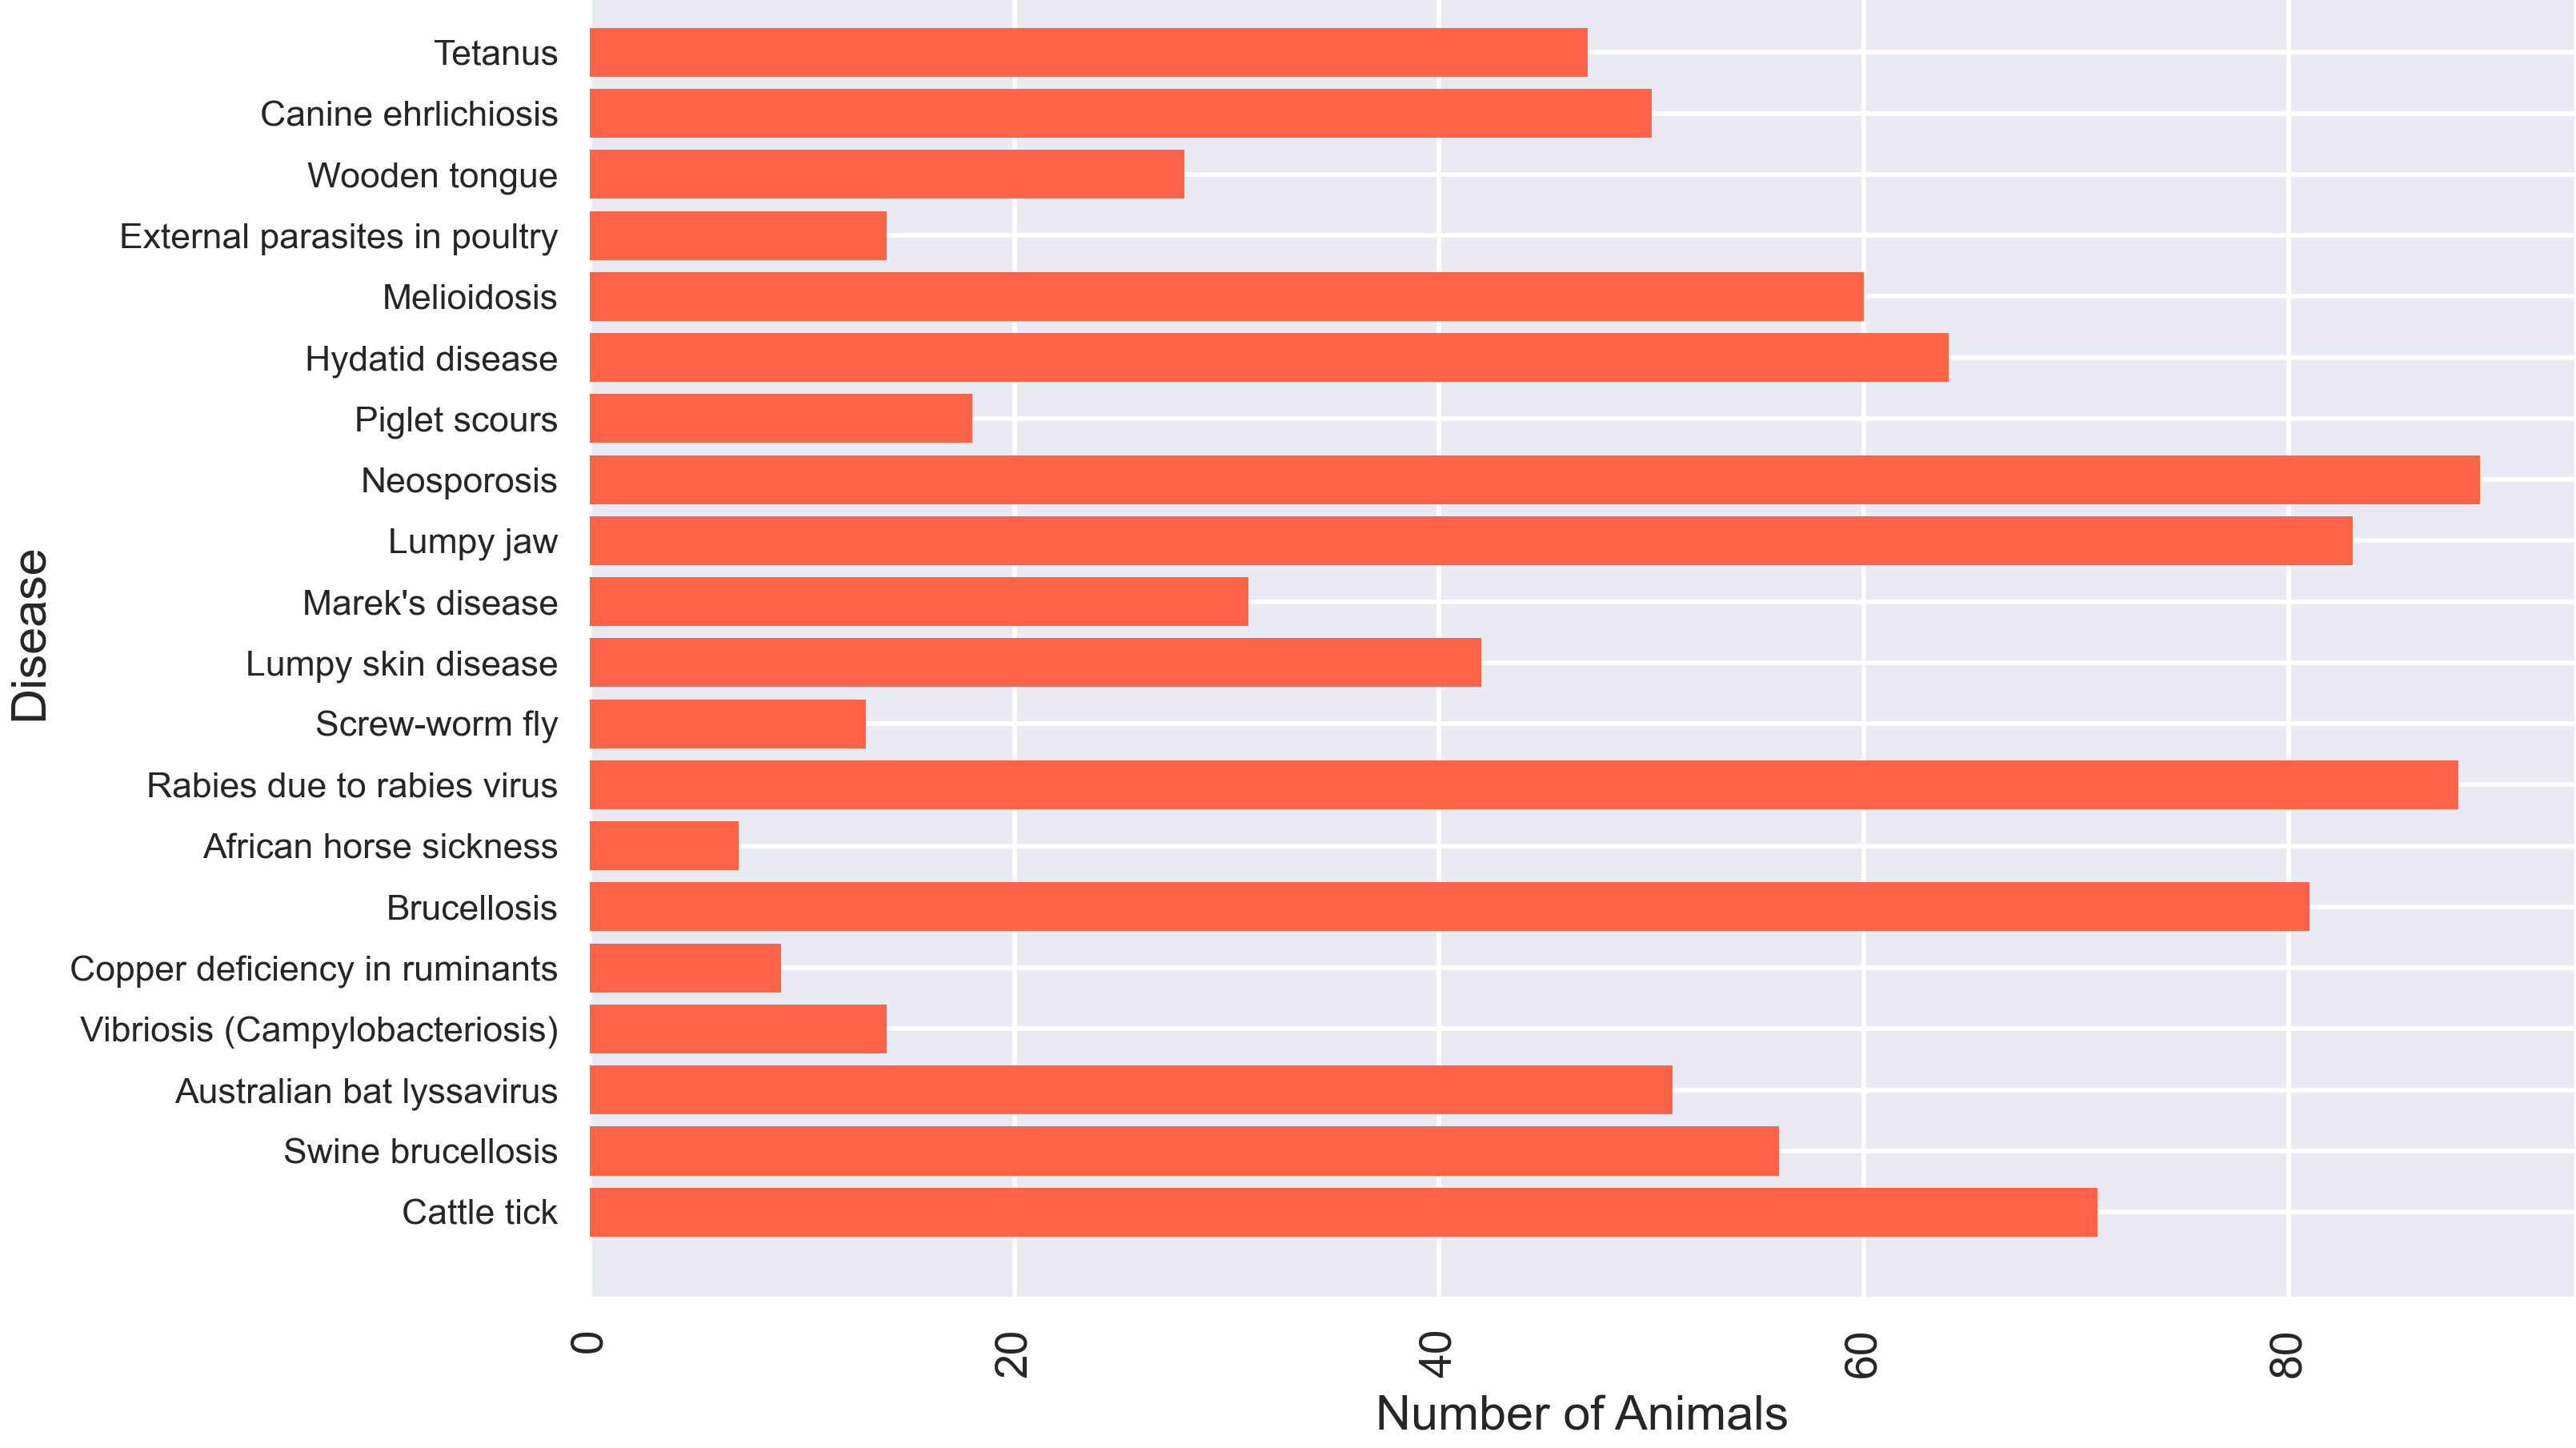 Tetanus
Canine ehrlichiosis
Wooden tongue
External parasites in poultry
Melioidosis
Hydatid disease
Piglet scours
Neosporosis
Lumpy jaw
Marek's disease
Lumpy skin disease
Screw-worm fly
Rabies due to rabies virus
African horse sickness
Brucellosis
Copper deficiency in ruminants
Vibriosis (Campylobacteriosis)
Australian bat lyssavirus
Swine brucellosis
Cattle tick
Disease
0
20
40
60
80
Number of Animals